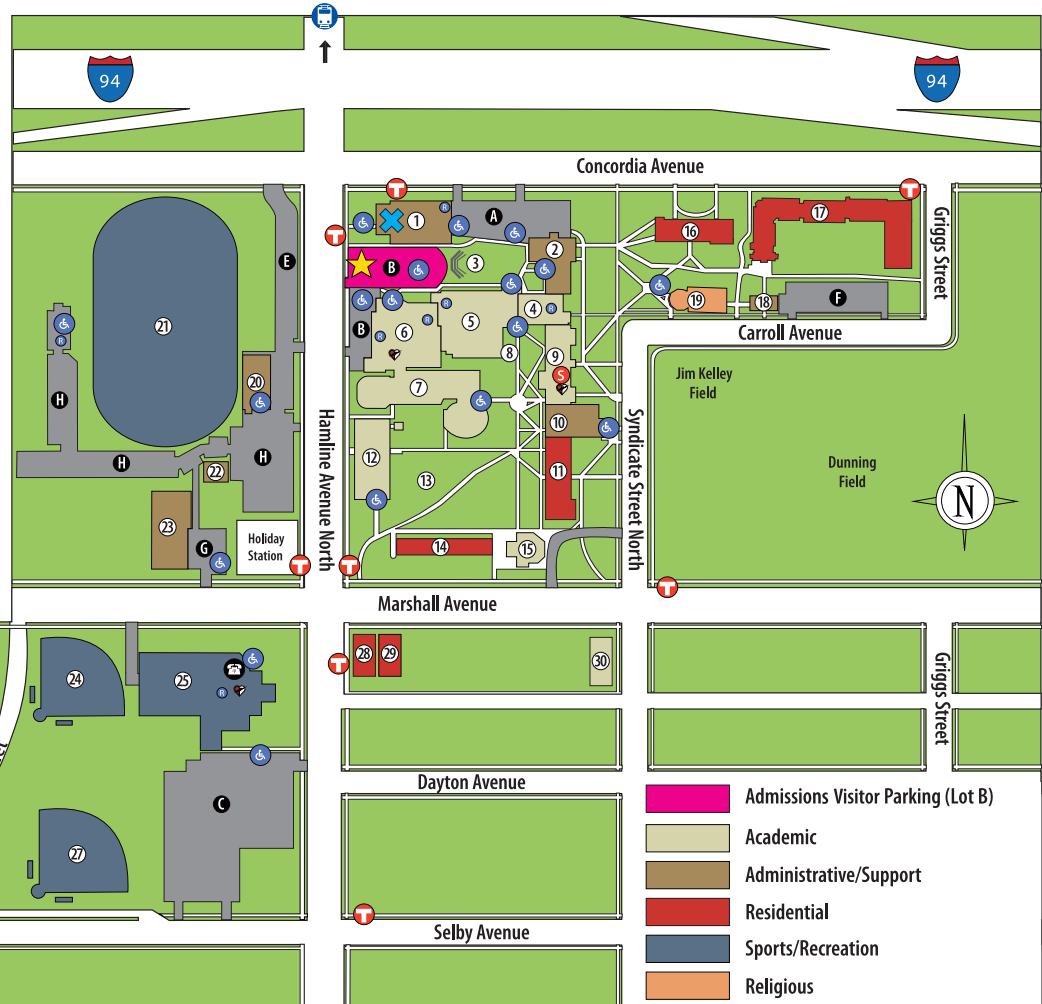 94
94
Concordia Avenue
T
T
1
R
A
2
16
17
T
E
B
3
19
18
F
Griggs Street
21
R
B
6
R
R
5
4
R
8
9
S
Carroll Avenue
Jim Kelley
Field
H
20
7
10
Hamline Avenue North
Syndicate Street North
Dunning
Field
H
H
22
12
13
11
N
23
G
Holiday
Station
14
15
T
T
T
Marshall Avenue
24
25
R
T
28
29
30
Griggs Street
C
Dayton Avenue
27
T
Selby Avenue
Admissions Visitor Parking (Lot B)
Academic
Administrative/Support
Residential
Sports/Recreation
Religious